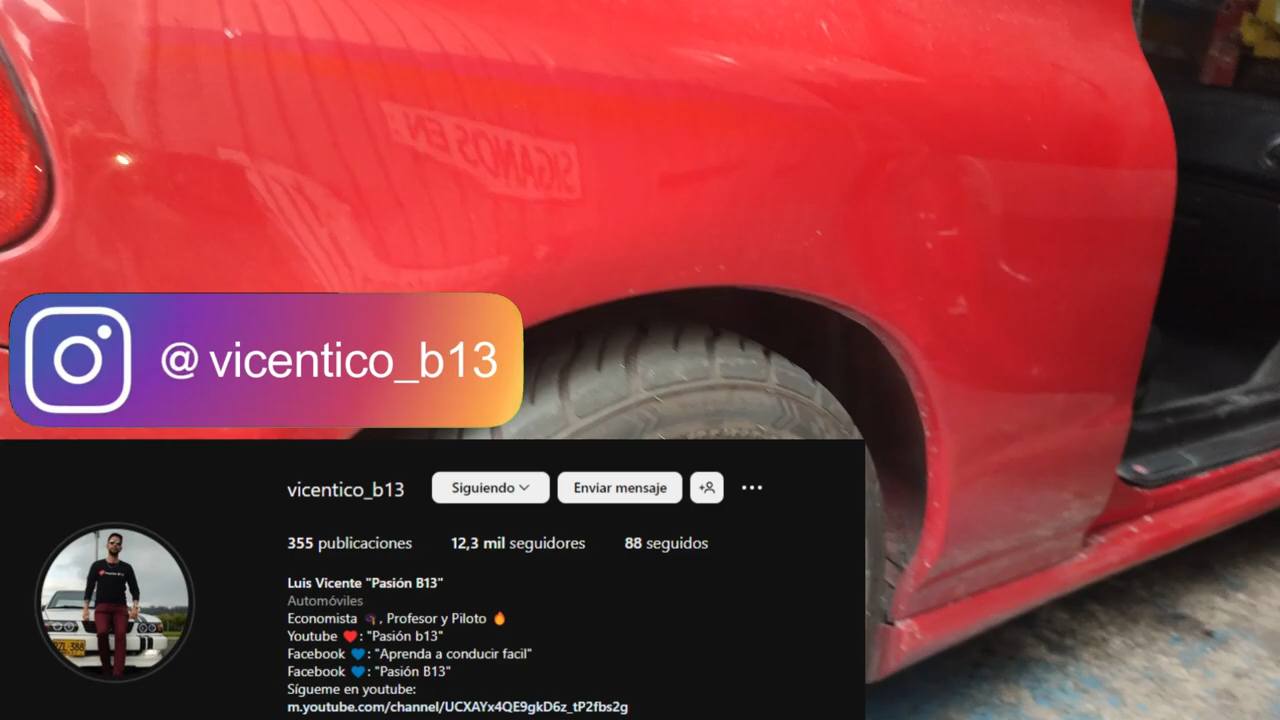 SIGANOS EN:
@vicentico_b13
vicentico_b13 Siguiendo Enviar mensaje
355 publicaciones 12,3 mil seguidores 88 seguidos
Luis Vicente "Pasión B13"
Automóviles
Economista , Profesor y Piloto
Youtube : "Pasión b13"
Facebook : "Aprenda a conducir facil"
Facebook : "Pasión B13"
Sígueme en youtube:
m.youtube.com/channel/UCXAYx4QE9gkD6z_tP2fbs2g